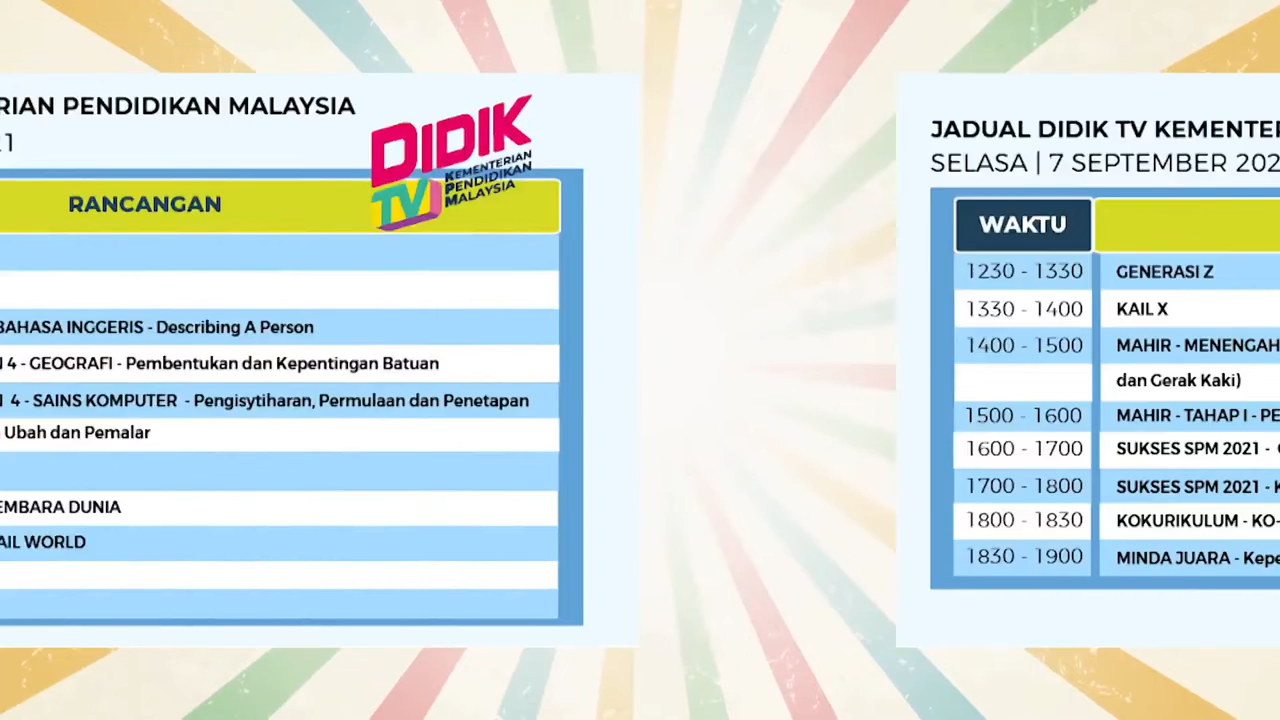 RIAN PENDIDIKAN MALAYSIA
21
DIDIK
TV
KEMENTERIAN
PENDIDIKAN
MALAYSIA
RANCANGAN
BAHASA INGGERIS - Describing A Person
4 - GEOGRAFI - Pembentukan dan Kepentingan Batuan
4 - SAINS KOMPUTER - Pengisytiharan, Permulaan dan Penetapan
Ubah dan Pemalar
EMBARA DUNIA
AIL WORLD
JADUAL DIDIK TV KEMENTER
SELASA | 7 SEPTEMBER 202
WAKTU
1230 - 1330 GENERASI Z
1330 - 1400 KAIL X
1400 - 1500 MAHIR - MENENGAH
dan Gerak Kaki)
1500 - 1600 MAHIR - TAHAP I - PE
1600 - 1700 SUKSES SPM 2021 -
1700 - 1800 SUKSES SPM 2021 - K
1800 - 1830 KOKURIKULUM - KO-
1830 - 1900 MINDA JUARA - Kepe